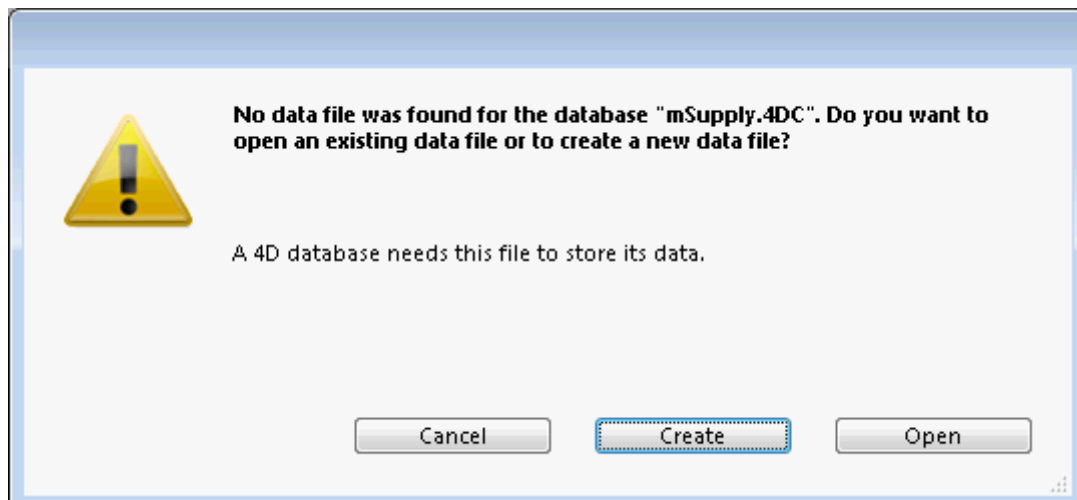 No data file was found for the database "mSupply.4DC". Do you want to
open an existing data file or to create a new data file?
A 4D database needs this file to store its data.
Cancel Create Open